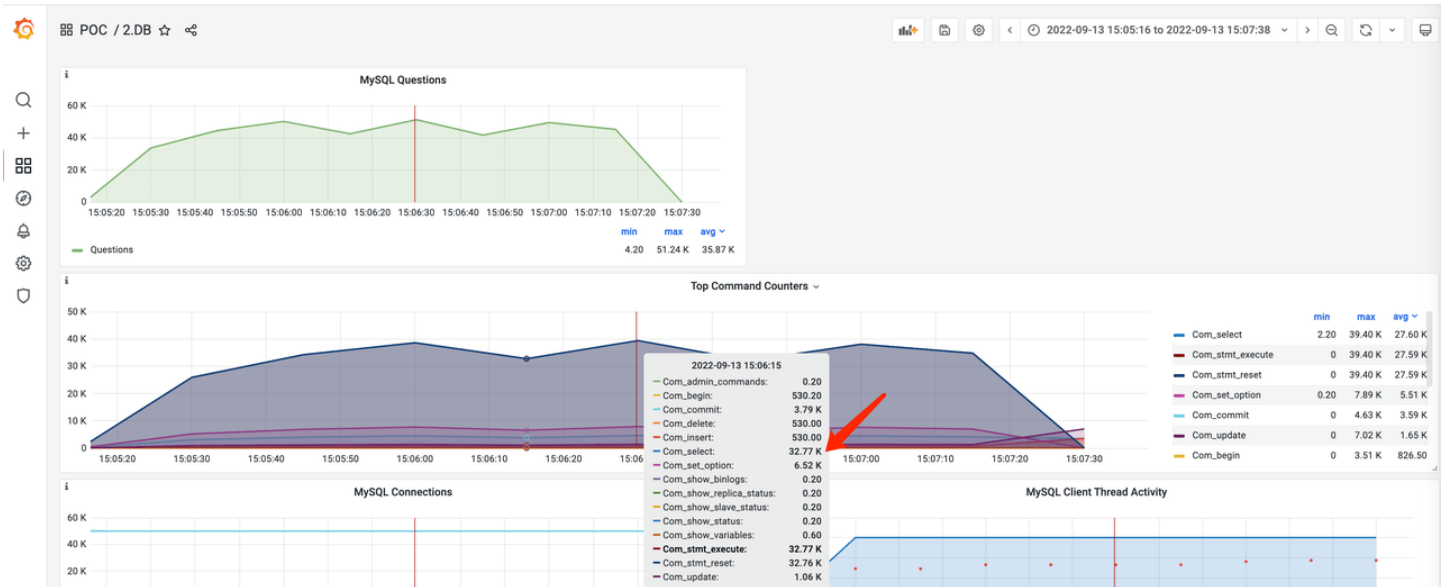 POC / 2.DB
2022-09-13 15:05:16 to 2022-09-13 15:07:38
i
MySQL Questions
60 K
40 K
20 K
0
15:05:20 15:05:30 15:05:40 15:05:50 15:06:00 15:06:10 15:06:20 15:06:30 15:06:40 15:06:50 15:07:00 15:07:10 15:07:20 15:07:30
min max avg
Questions 4.20 51.24 K 35.87 K
i
Top Command Counters
50 K
40 K
30 K
20 K
10 K
0
15:05:20 15:05:30 15:05:40 15:05:50 15:06:00 15:06:10 15:06:20 15:06 15:07:00 15:07:10 15:07:20 15:07:30
min max avg
Com_select 2.20 39.40 K 27.60 K
Com_stmt_execute 0 39.40 K 27.59 K
Com_stmt_reset 0 39.40 K 27.59 K
Com_set_option 0.20 7.89 K 5.51 K
Com_commit 0 4.63 K 3.59 K
Com_update 0 7.02 K 1.65 K
Com_begin 0 3.51 K 826.50
2022-09-13 15:06:15
Com_admin_commands: 0.20
Com_begin: 530.20
Com_commit: 3.79 K
Com_delete: 530.00
Com_insert: 530.00
Com_select: 32.77 K
Com_set_option: 6.52 K
Com_show_binlogs: 0.20
Com_show_replica_status: 0.20
Com_show_slave_status: 0.20
Com_show_status: 0.20
Com_show_variables: 0.60
Com_stmt_execute: 32.77 K
Com_stmt_reset: 32.76 K
Com_update: 1.06 K
i
MySQL Connections
60 K
40 K
20 K
MySQL Client Thread Activity